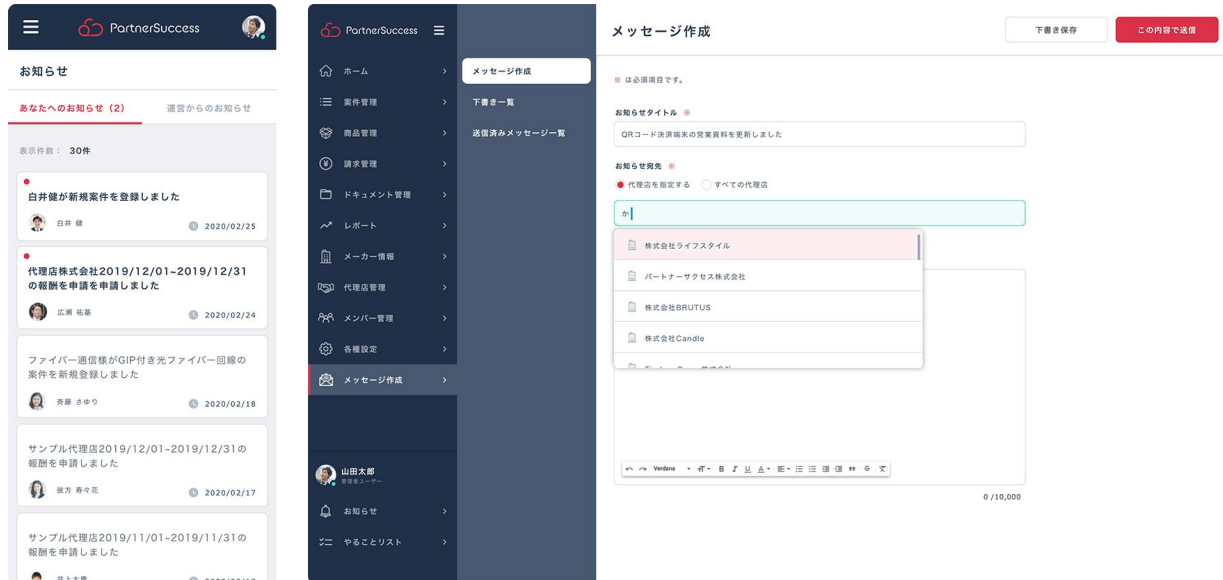 PartnerSuccess
お知らせ
あなたへのお知らせ（2）
運営からのお知らせ
表示件数： 30件
白井健が新規案件を登録しました
白井 健
2020/02/25
代理店株式会社2019/12/01~2019/12/31
の報酬を申請を申請しました
広瀬 祐基
2020/02/24
ファイバー通信様がGIP付き光ファイバー回線の
案件を新規登録しました
斉藤 さゆり
2020/02/18
サンプル代理店2019/12/01~2019/12/31の
報酬を申請しました
彼方 寿々花
2020/02/17
サンプル代理店2019/11/01~2019/11/31の
報酬を申請しました
PartnerSuccess
ホーム
案件管理
商品管理
請求管理
ドキュメント管理
レポート
メーカー情報
代理店管理
メンバー管理
各種設定
メッセージ作成
山田太郎
管理者ユーザー
お知らせ
やることリスト
メッセージ作成
下書き一覧
送信済みメッセージ一覧
メッセージ作成
下書き保存
この内容で送信
※ は必須項目です。
お知らせタイトル ※
QRコード決済端末の営業資料を更新しました
お知らせ宛先 ※
代理店を指定する
すべての代理店
か
株式会社ライフスタイル
パートナーサクセス株式会社
株式会社BRUTUS
株式会社Candle
Verdana
0 /10,000